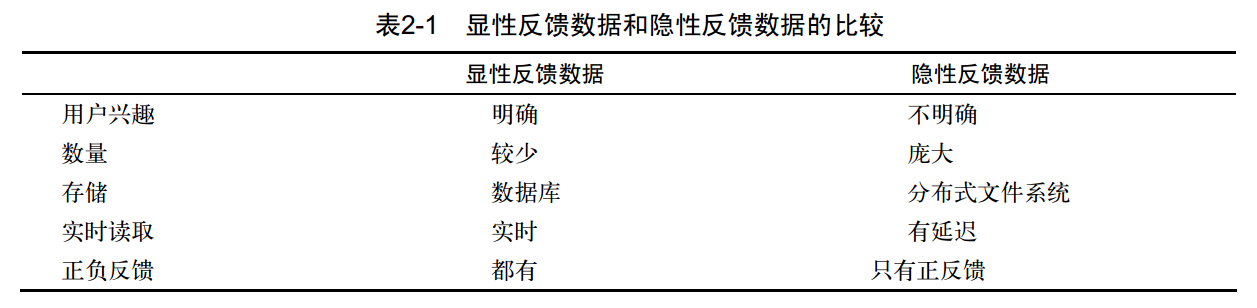 表2-1 显性反馈数据和隐性反馈数据的比较
显性反馈数据 隐性反馈数据
用户兴趣 明确 不明确
数量 较少 庞大
存储 数据库 分布式文件系统
实时读取 实时 有延迟
正负反馈 都有 只有正反馈